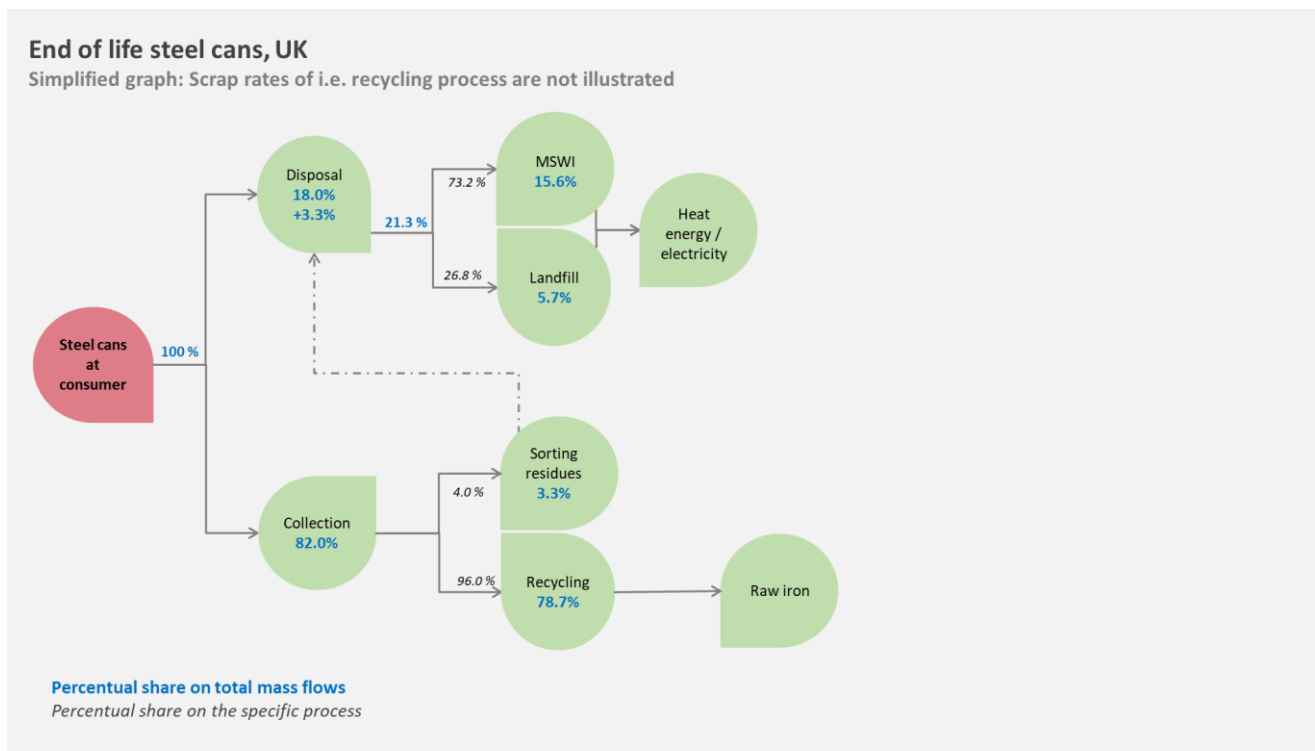 End of life steel cans, UK
Simplified graph: Scrap rates of i.e. recycling process are not illustrated
Steel cans
at
consumer
100 %
Disposal
18.0%
+3.3%
21.3 %
73.2 %
MSWI
15.6%
26.8 %
Landfill
5.7%
Heat
energy /
electricity
Collection
82.0%
4.0 %
Sorting
residues
3.3%
96.0 %
Recycling
78.7%
Raw iron
Percentual share on total mass flows
Percentual share on the specific process